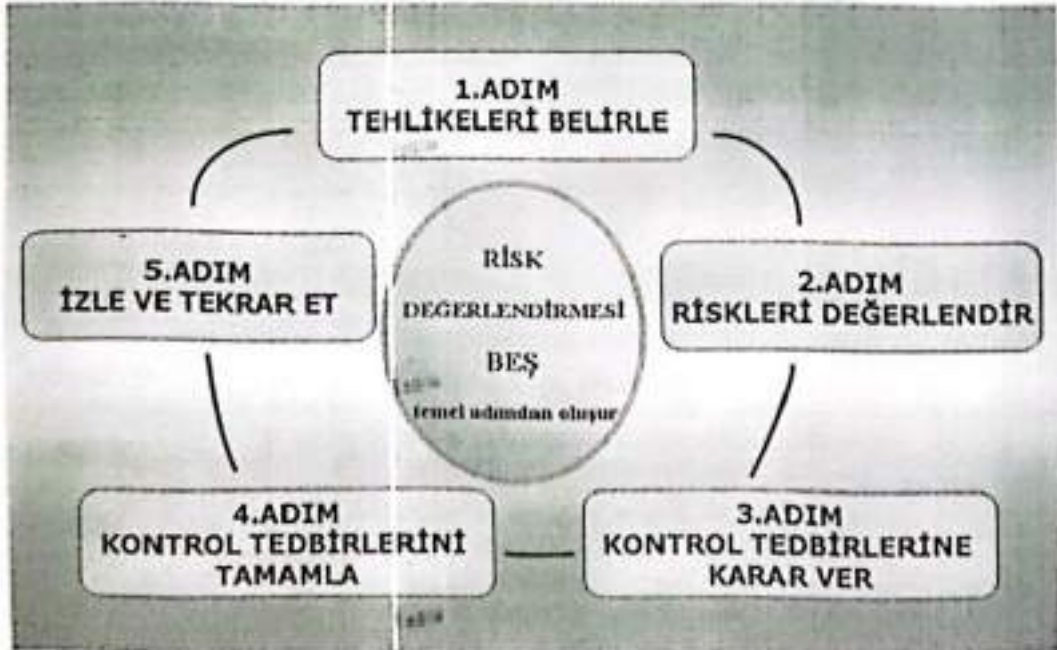 1.ADIM
TEHLİKELERİ BELİRLE
2.ADIM
RİSKLERİ DEĞERLENDİR
3.ADIM
KONTROL TEDBİRLERİNE
KARAR VER
4.ADIM
KONTROL TEDBİRLERİNİ
TAMAMLA
5.ADIM
İZLE VE TEKRAR ET
RİSK
DEĞERLENDİRMESİ
BEŞ
temel adımdan oluşur